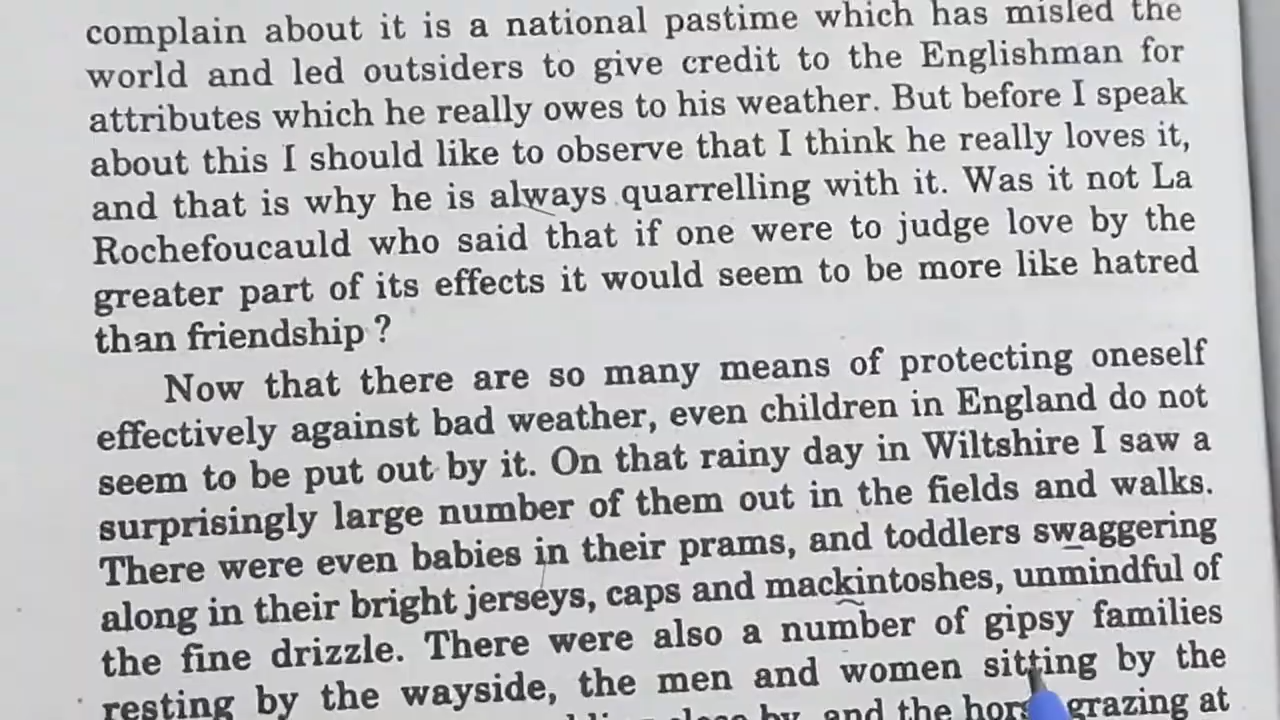 complain about it is a national pastime which has misled the
world and led outsiders to give credit to the Englishman for
attributes which he really owes to his weather. But before I speak
about this I should like to observe that I think he really loves it,
and that is why he is always quarrelling with it. Was it not La
Rochefoucauld who said that if one were to judge love by the
greater part of its effects it would seem to be more like hatred
than friendship ?
Now that there are so many means of protecting oneself
effectively against bad weather, even children in England do not
seem to be put out by it. On that rainy day in Wiltshire I saw a
surprisingly large number of them out in the fields and walks.
There were even babies in their prams, and toddlers swaggering
along in their bright jerseys, caps and mackintoshes, unmindful of
the fine drizzle. There were also a number of gipsy families
resting by the wayside, the men and women sitting by the
close by, and the grazing at